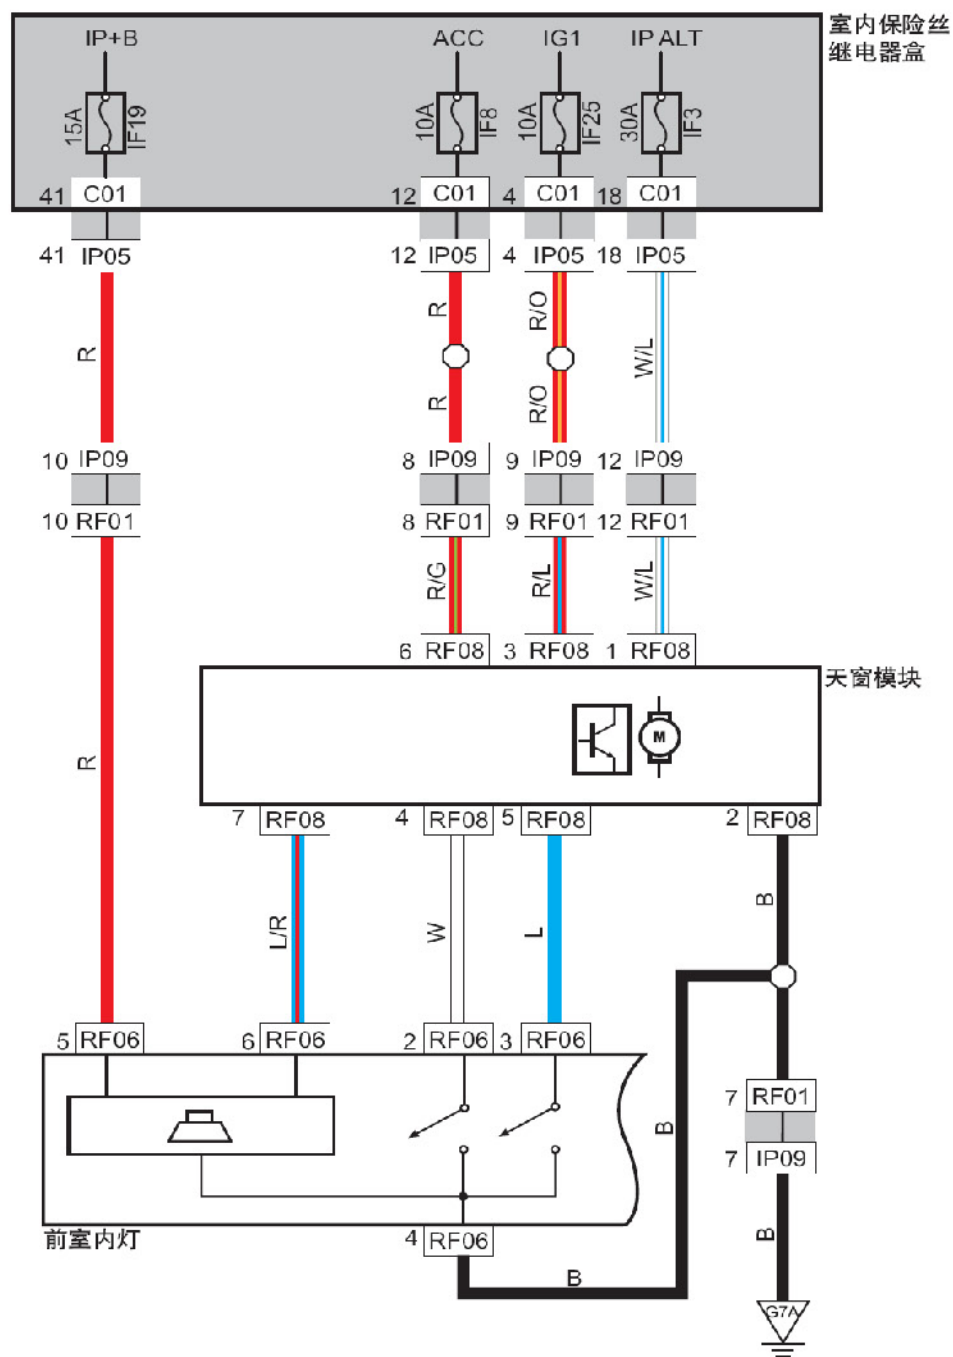 室内保险丝
继电器盒
IP+B ACC IG1 IP ALT
15A IF19 10A IF8 10A IF25 30A IF3
41 C01 12 C01 4 C01 18 C01
41 IP05 12 IP05 4 IP05 18 IP05
R R/O
R W/L
R R/O
10 IP09 8 IP09 9 IP09 12 IP09
10 RF01 8 RF01 9 RF01 12 RF01
R/G R/L W/L
6 RF08 3 RF08 1 RF08
天窗模块
M
R
7 RF08 4 RF08 5 RF08 2 RF08
B
L/R W L
5 RF06 6 RF06 2 RF06 3 RF06
7 RF01
B
7 IP09
前室内灯
4 RF06
B
B
G7A